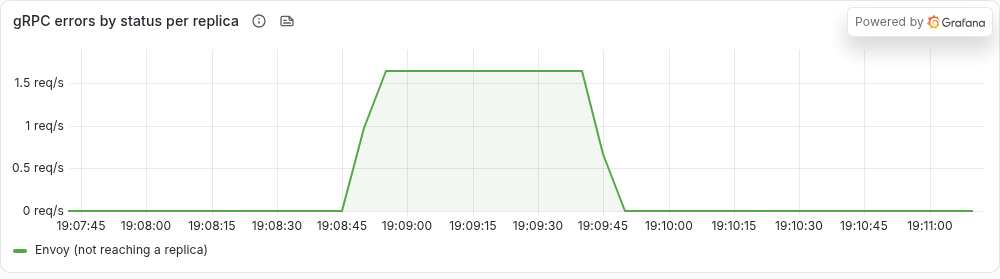 gRPC errors by status per replica
Powered by Grafana
1.5 req/s
1 req/s
0.5 req/s
0 req/s
19:07:45 19:08:00 19:08:15 19:08:30 19:08:45 19:09:00 19:09:15 19:09:30 19:09:45 19:10:00 19:10:15 19:10:30 19:10:45 19:11:00
Envoy (not reaching a replica)